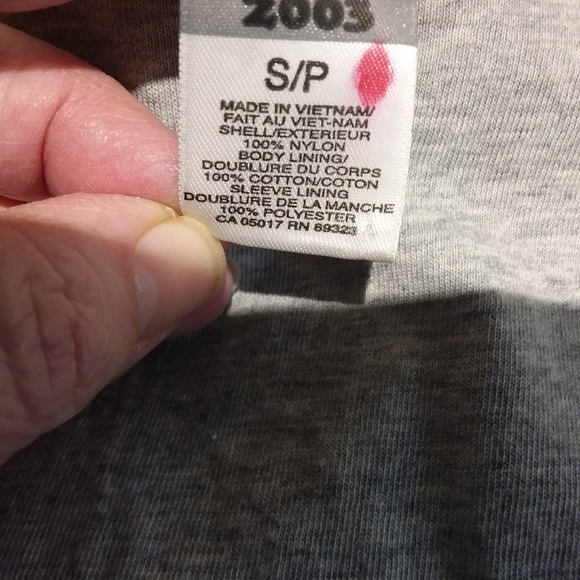 2003
S/P
MADE IN VIETNAM/
FAIT AU VIET-NAM
SHELL/EXTERIEUR
100% NYLON
BODY LINING/
DOUBLURE DU CORPS
100% COTTON/COTON
SLEEVE LINING
DOUBLURE DE LA MANCHE
100% POLYESTER
CA 05017 RN 89323